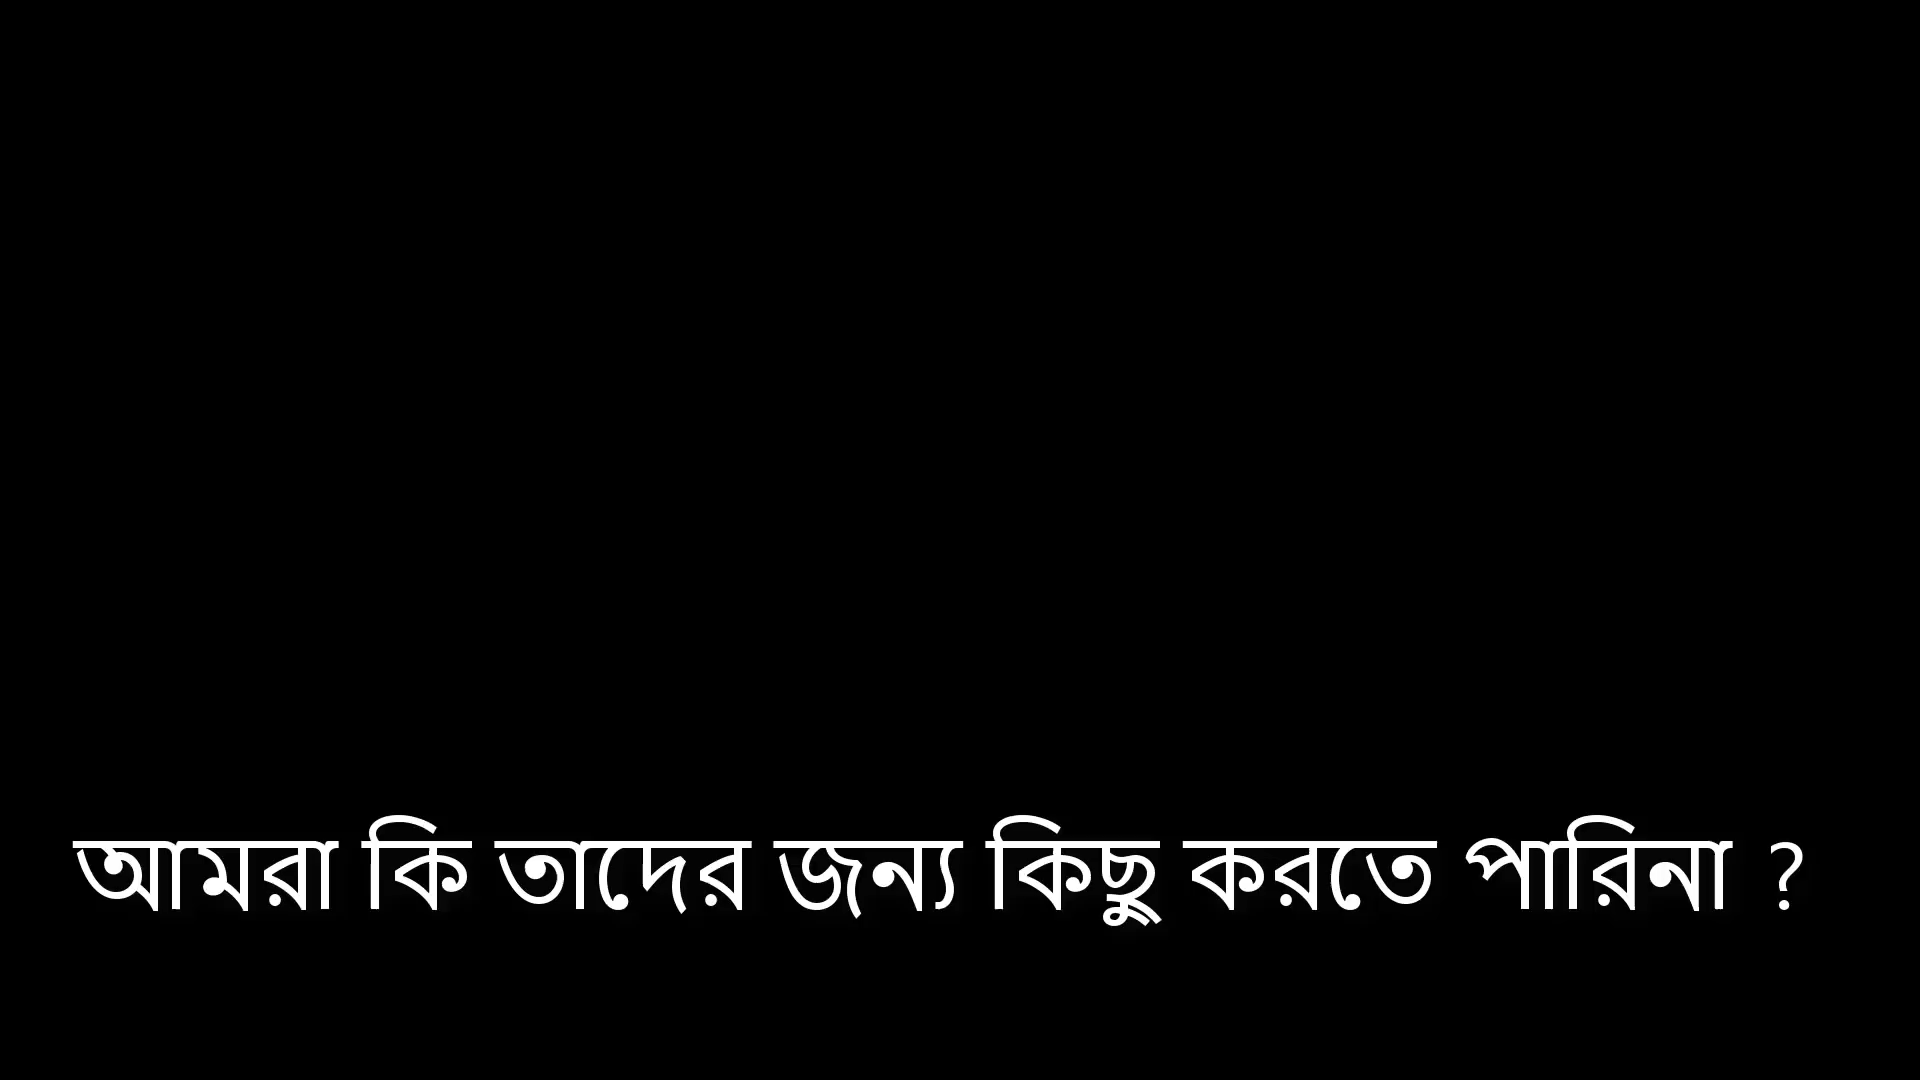 আমরা কি তাদের জন্য কিছু করতে পারিনা ?